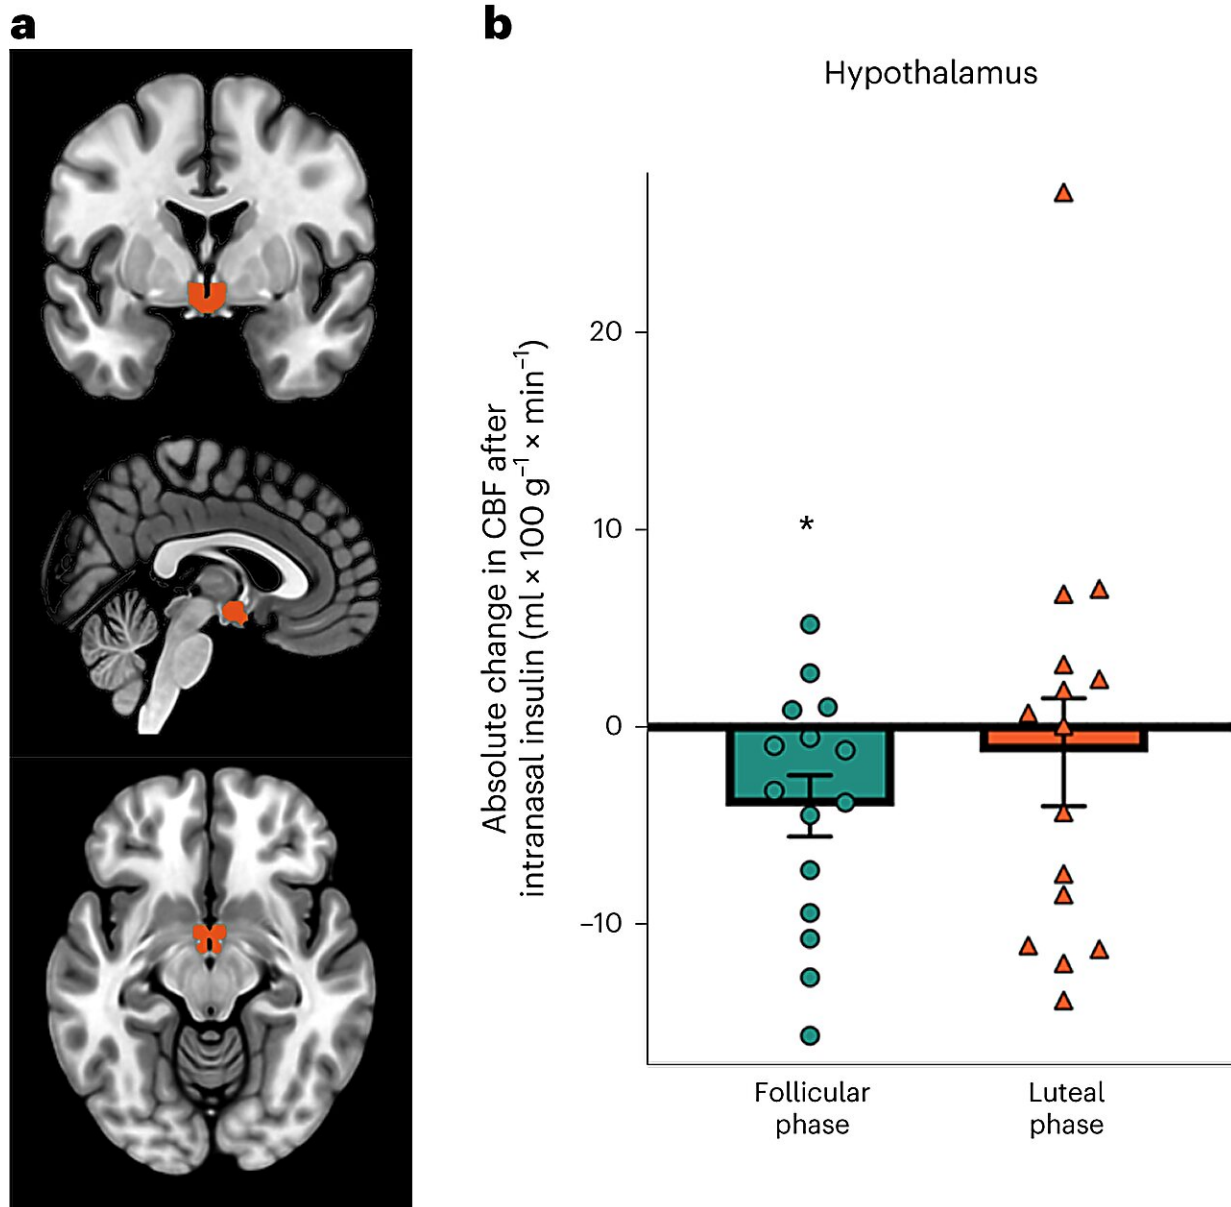 a
b
Hypothalamus
Absolute change in CBF after
intranasal insulin (ml × 100 g⁻¹ × min⁻¹)
20
10
0
–10
*
Follicular
phase
Luteal
phase